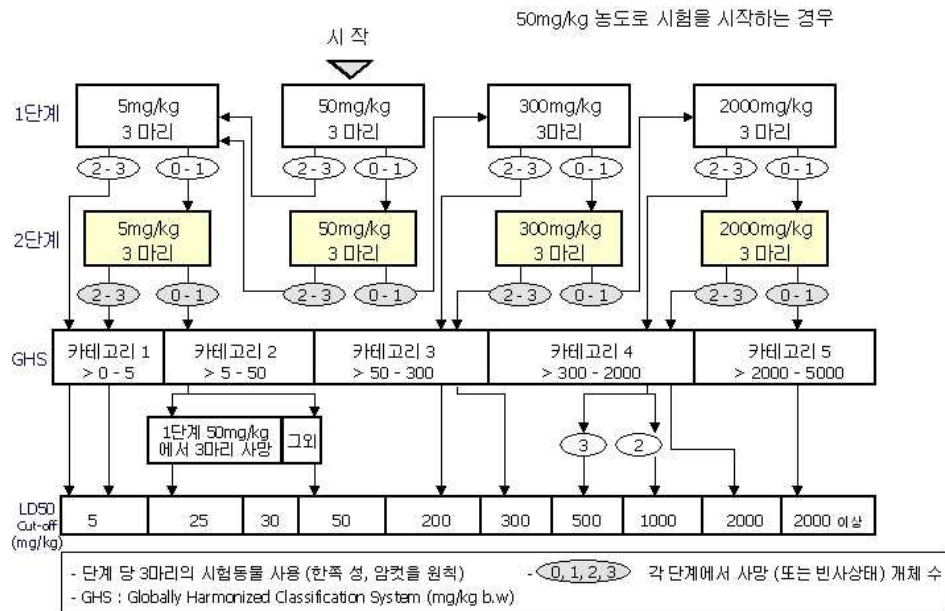 50mg/kg 농도로 시험을 시작하는 경우
시 작
1단계
5mg/kg
3 마리
50mg/kg
3 마리
300mg/kg
3마리
2000mg/kg
3 마리
2-3
0-1
2-3
0-1
2-3
0-1
2-3
0-1
2단계
5mg/kg
3 마리
50mg/kg
3 마리
300mg/kg
3 마리
2000mg/kg
3 마리
2-3
0-1
2-3
0-1
2-3
0-1
2-3
0-1
GHS
카테고리 1
> 0 - 5
카테고리 2
> 5 - 50
카테고리 3
> 50 - 300
카테고리 4
> 300 - 2000
카테고리 5
> 2000 - 5000
1단계 50mg/kg
에서 3마리 사망
그외
3
2
LD50
Cut-off
(mg/kg)
5
25
30
50
200
300
500
1000
2000
2000 이상
- 단계 당 3마리의 시험동물 사용 (한쪽 성, 암컷을 원칙)
- 0, 1, 2, 3 각 단계에서 사망 (또는 빈사상태) 개체 수
- GHS : Globally Harmonized Classification System (mg/kg b.w)